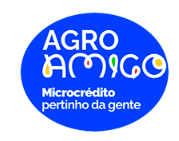 AGRO
AMIGO
Microcrédito
pertinho da gente